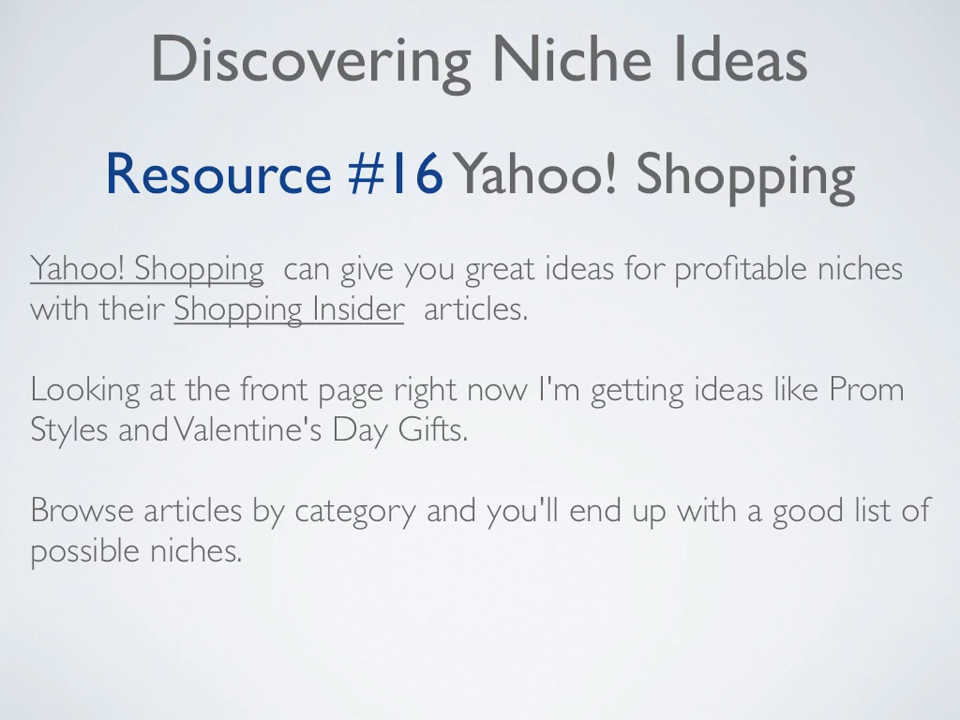 Discovering Niche Ideas
Resource #16 Yahoo! Shopping
Yahoo! Shopping can give you great ideas for profitable niches
with their Shopping Insider articles.
Looking at the front page right now I'm getting ideas like Prom
Styles and Valentine's Day Gifts.
Browse articles by category and you'll end up with a good list of
possible niches.